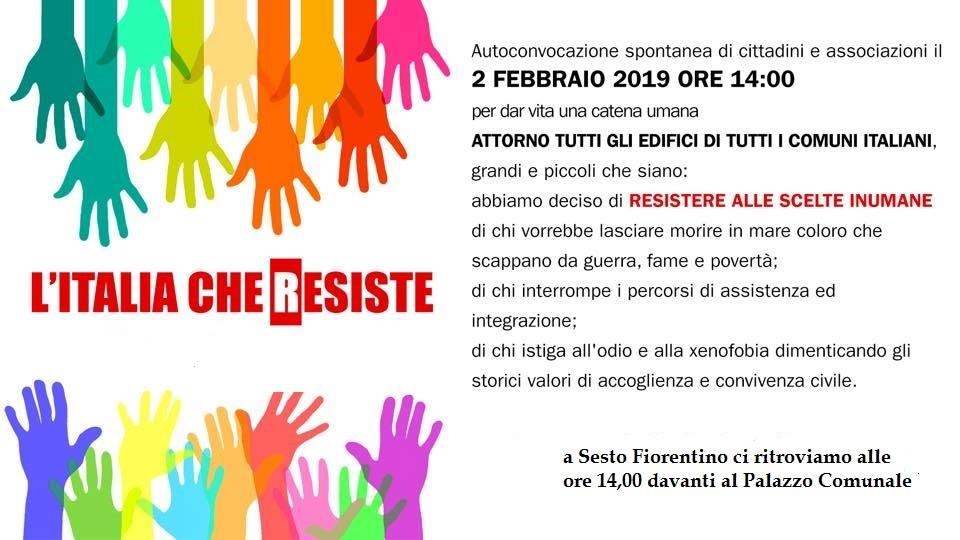 L'ITALIA CHE RESISTE
Autoconvocazione spontanea di cittadini e associazioni il
2 FEBBRAIO 2019 ORE 14:00
per dar vita una catena umana
ATTORNO TUTTI GLI EDIFICI DI TUTTI I COMUNI ITALIANI,
grandi e piccoli che siano:
abbiamo deciso di RESISTERE ALLE SCELTE INUMANE
di chi vorrebbe lasciare morire in mare coloro che
scappano da guerra, fame e povertà;
di chi interrompe i percorsi di assistenza ed
integrazione;
di chi istiga all'odio e alla xenofobia dimenticando gli
storici valori di accoglienza e convivenza civile.
a Sesto Fiorentino ci ritroviamo alle
ore 14,00 davanti al Palazzo Comunale